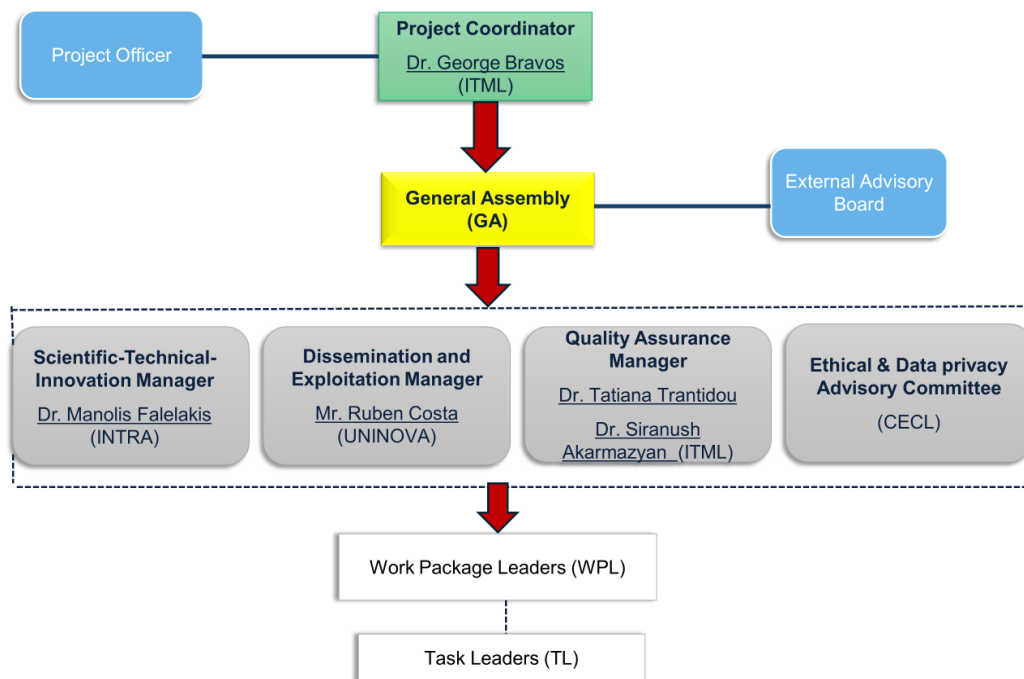 Project Officer
Project Coordinator
Dr. George Bravos
(ITML)
General Assembly
(GA)
External Advisory
Board
Scientific-Technical-
Innovation Manager
Dr. Manolis Falelakis
(INTRA)
Dissemination and
Exploitation Manager
Mr. Ruben Costa
(UNINOVA)
Quality Assurance
Manager
Dr. Tatiana Trantidou
Dr. Siranush
Akarmazyan (ITML)
Ethical & Data privacy
Advisory Committee
(CECL)
Work Package Leaders (WPL)
Task Leaders (TL)